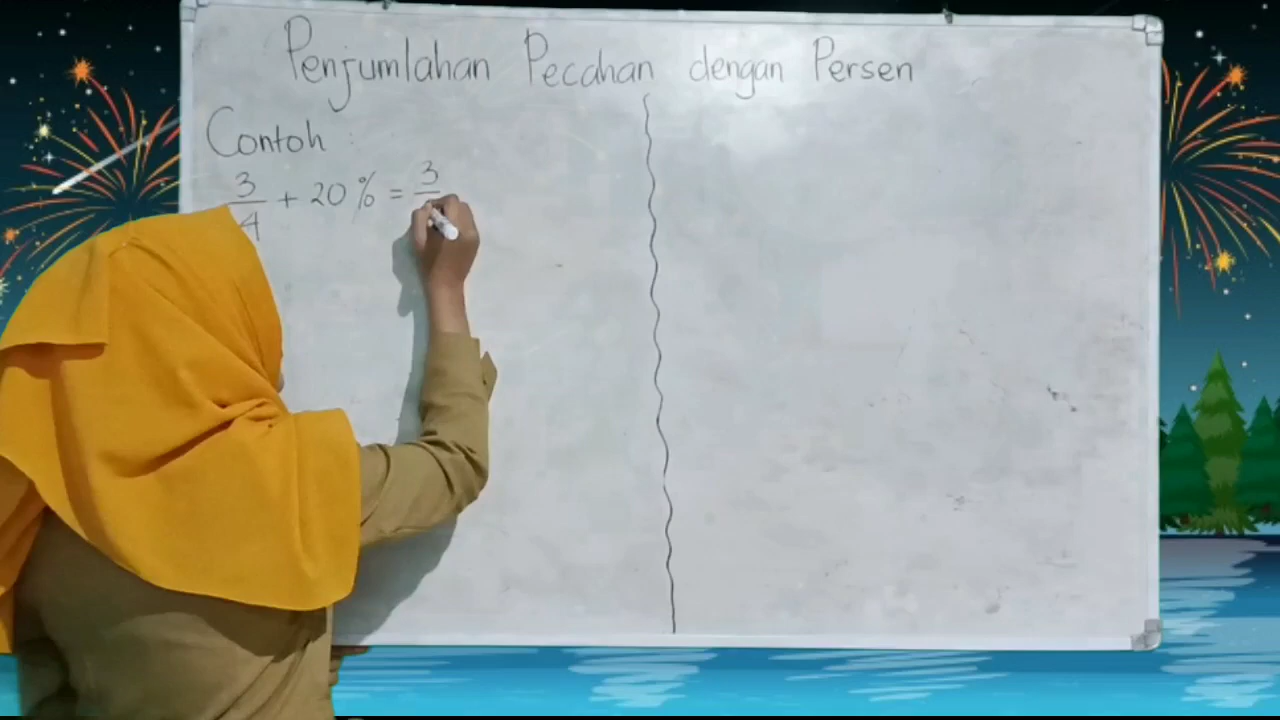 Penjumlahan Pecahan dengan Persen
Contoh :
3/4 + 20% = 3/